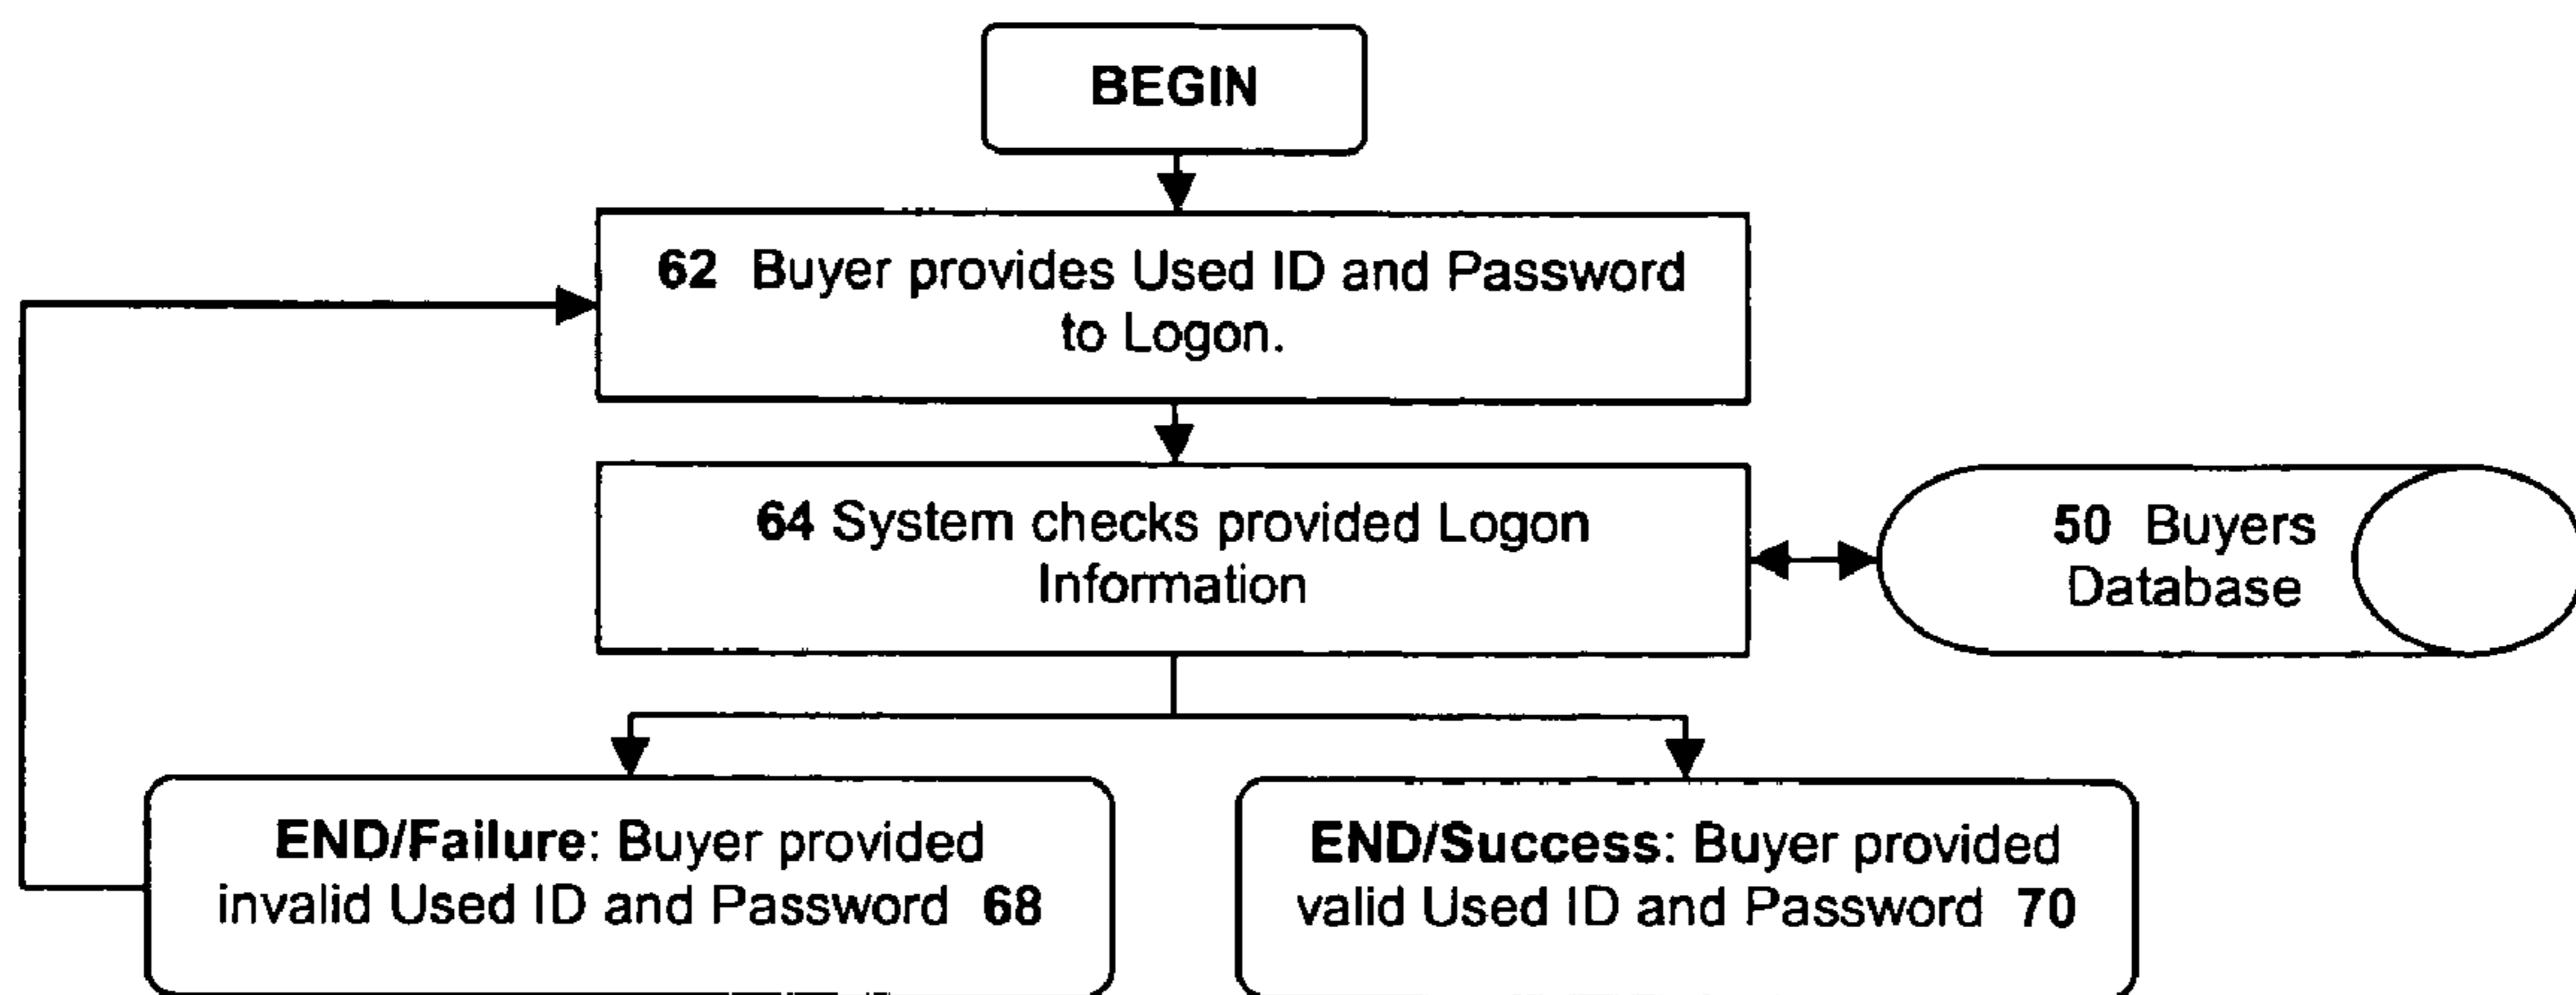 BEGIN
62 Buyer provides Used ID and Password
to Logon.
64 System checks provided Logon
Information
50 Buyers
Database
END/Failure: Buyer provided
invalid Used ID and Password 68
END/Success: Buyer provided
valid Used ID and Password 70